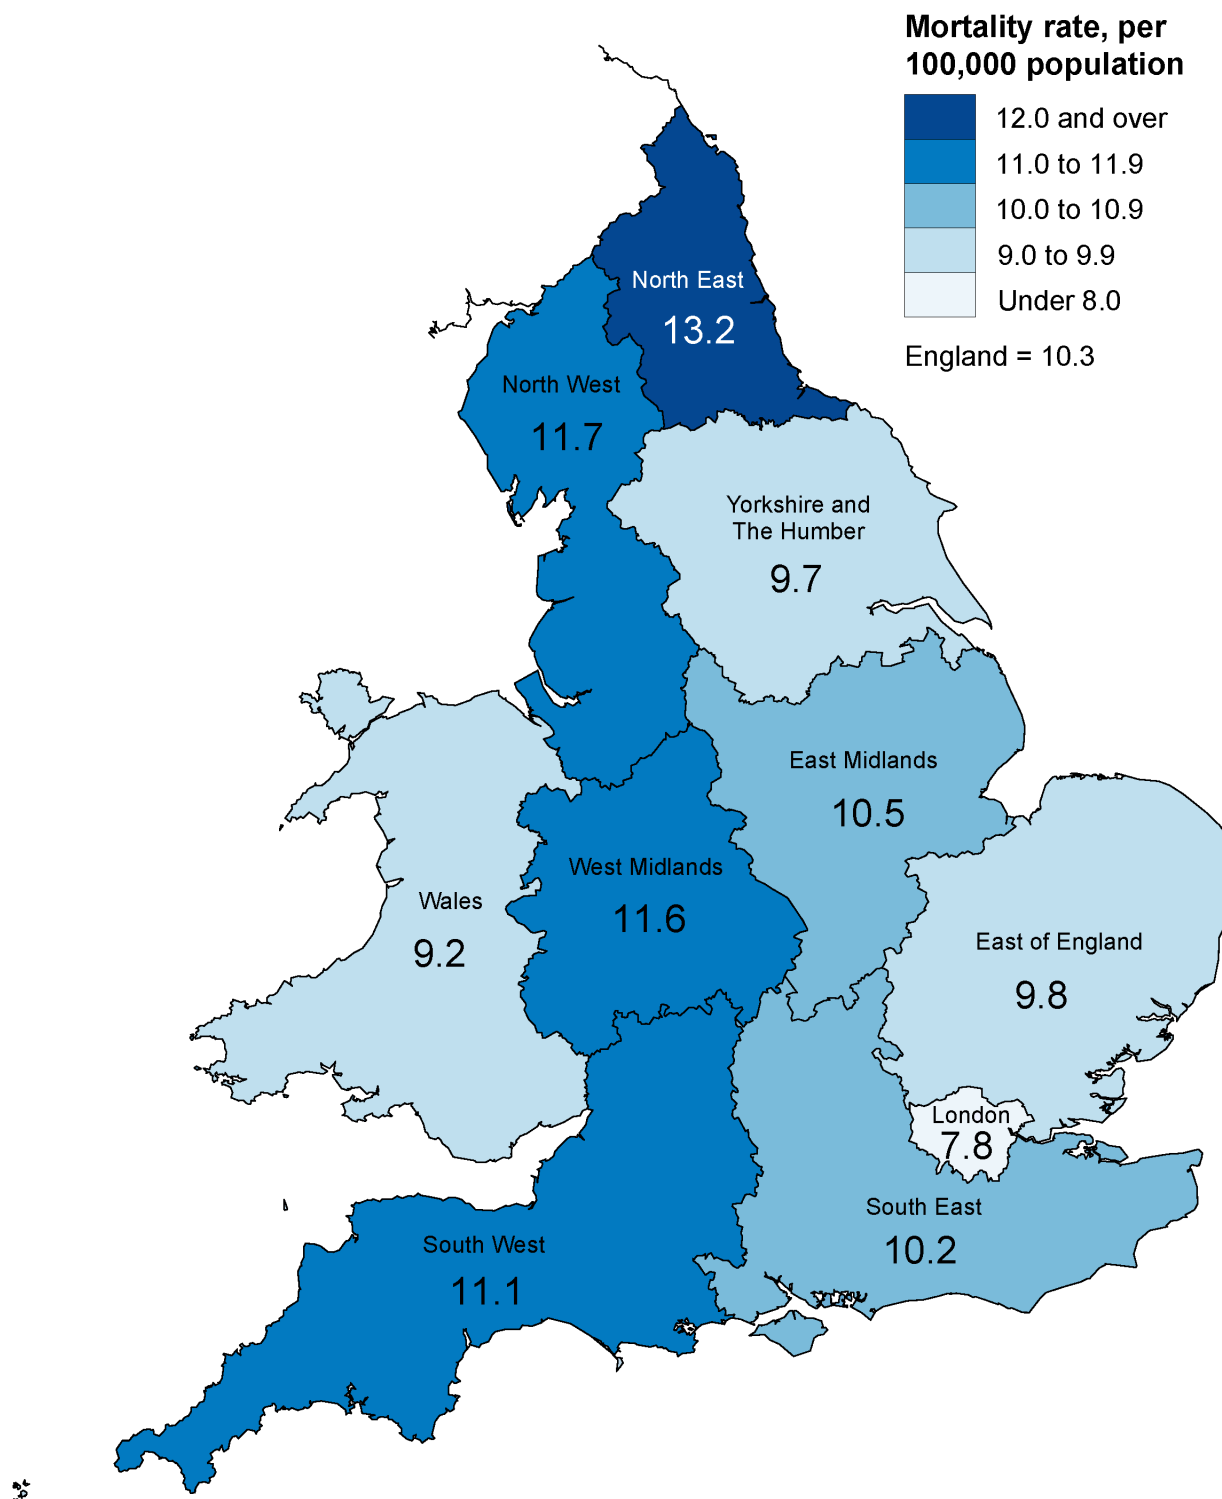 Mortality rate, per
100,000 population
12.0 and over
11.0 to 11.9
10.0 to 10.9
9.0 to 9.9
Under 8.0
England = 10.3
North East
13.2
North West
11.7
Yorkshire and
The Humber
9.7
East Midlands
10.5
West Midlands
11.6
Wales
9.2
East of England
9.8
London
7.8
South East
10.2
South West
11.1